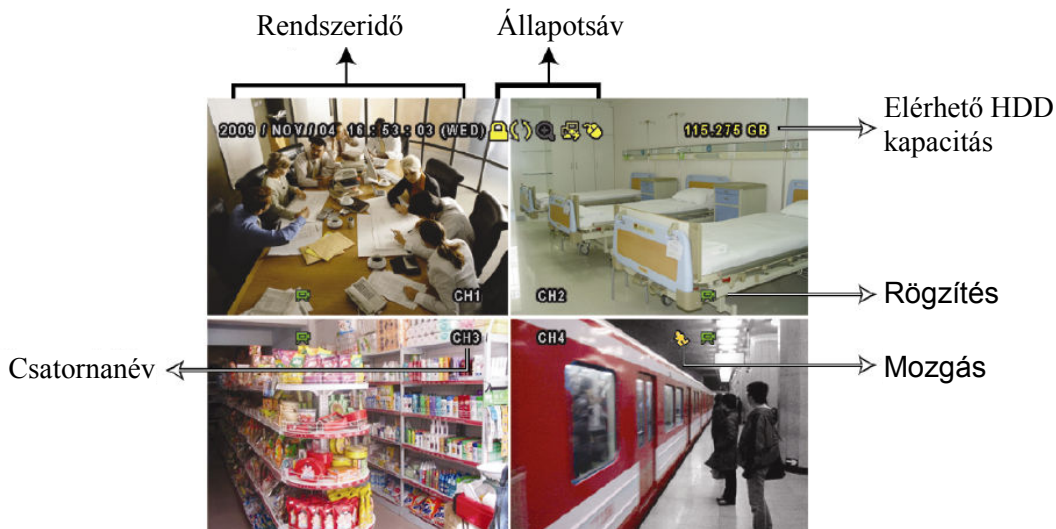 Rendszeridő
Állapotsáv
2009 / NOV / 04 16 : 53 : 03 (WED)
115.275 GB
Elérhető HDD
kapacitás
CH1
CH2
Rögzítés
CH3
CH4
Csatornanév
Mozgás